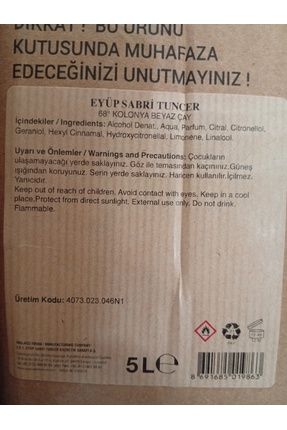 DİKKAT ! BU ÜRÜNÜ
KUTUSUNDA MUHAFAZA
EDECEĞİNİZİ UNUTMAYINIZ !
EYÜP SABRİ TUNCER
68° KOLONYA BEYAZ ÇAY
İçindekiler / Ingredients: Alcohol Denat., Aqua, Parfum, Citral, Citronellol,
Geraniol, Hexyl Cinnamal, Hydroxycitronellal, Limonene, Linalool.
Uyarı ve Önlemler / Warnings and Precautions: Çocukların
ulaşamayacağı yerde saklayınız. Göz ile temasından kaçınınız.Güneş
ışığından koruyunuz. Serin yerde saklayınız. Haricen kullanılır.İçilmez.
Yanıcıdır.
Keep out of reach of children. Avoid contact with eyes. Keep in a cool
place.Protect from direct sunlight. External use only. Do not drink.
Flammable.
Üretim Kodu: 4073.023.046N1
5 L e
8 691685 019863